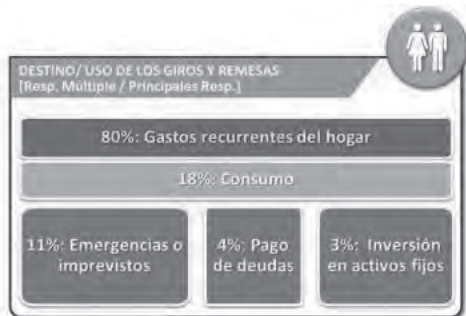 DESTINO/ USO DE LOS GIROS Y REMESAS
[Resp. Múltiple / Principales Resp.]
80%: Gastos recurrentes del hogar
18%: Consumo
11%: Emergencias o
imprevistos
4%: Pago
de deudas
3%: Inversión
en activos fijos